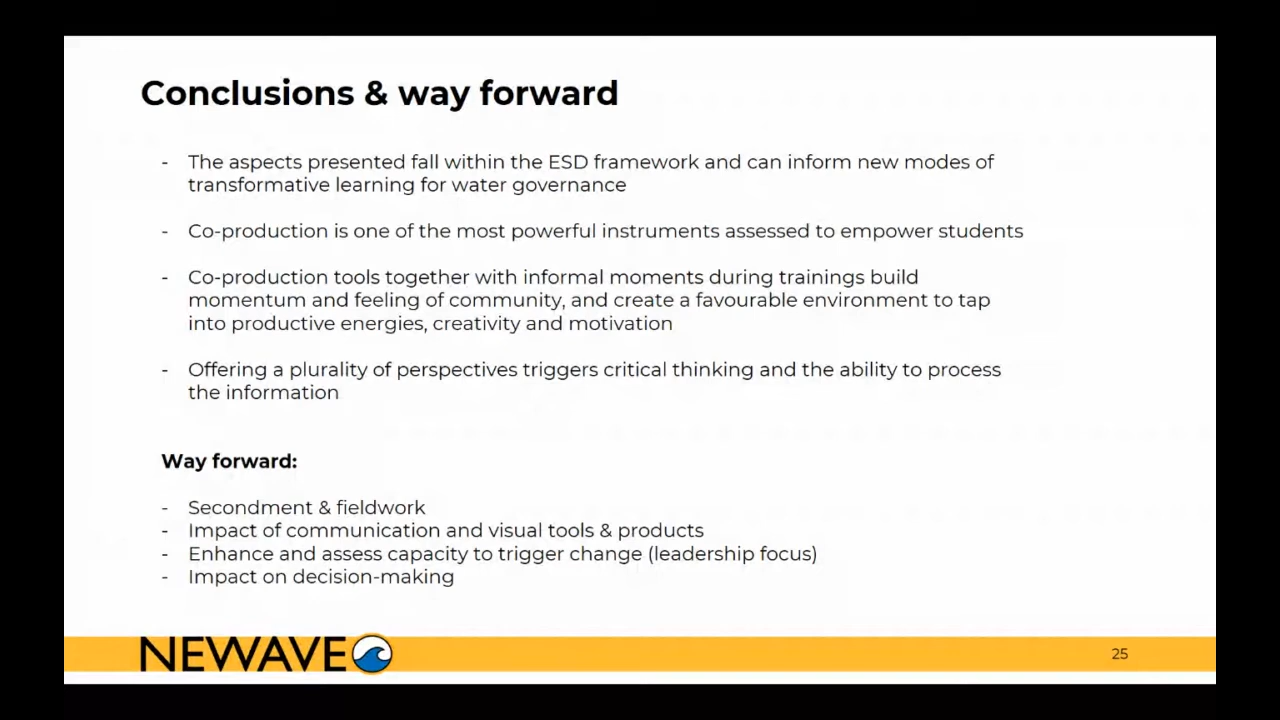 Conclusions & way forward
- The aspects presented fall within the ESD framework and can inform new modes of
transformative learning for water governance
- Co-production is one of the most powerful instruments assessed to empower students
- Co-production tools together with informal moments during trainings build
momentum and feeling of community, and create a favourable environment to tap
into productive energies, creativity and motivation
- Offering a plurality of perspectives triggers critical thinking and the ability to process
the information
Way forward:
- Secondment & fieldwork
- Impact of communication and visual tools & products
- Enhance and assess capacity to trigger change (leadership focus)
- Impact on decision-making
NEWAVE
25